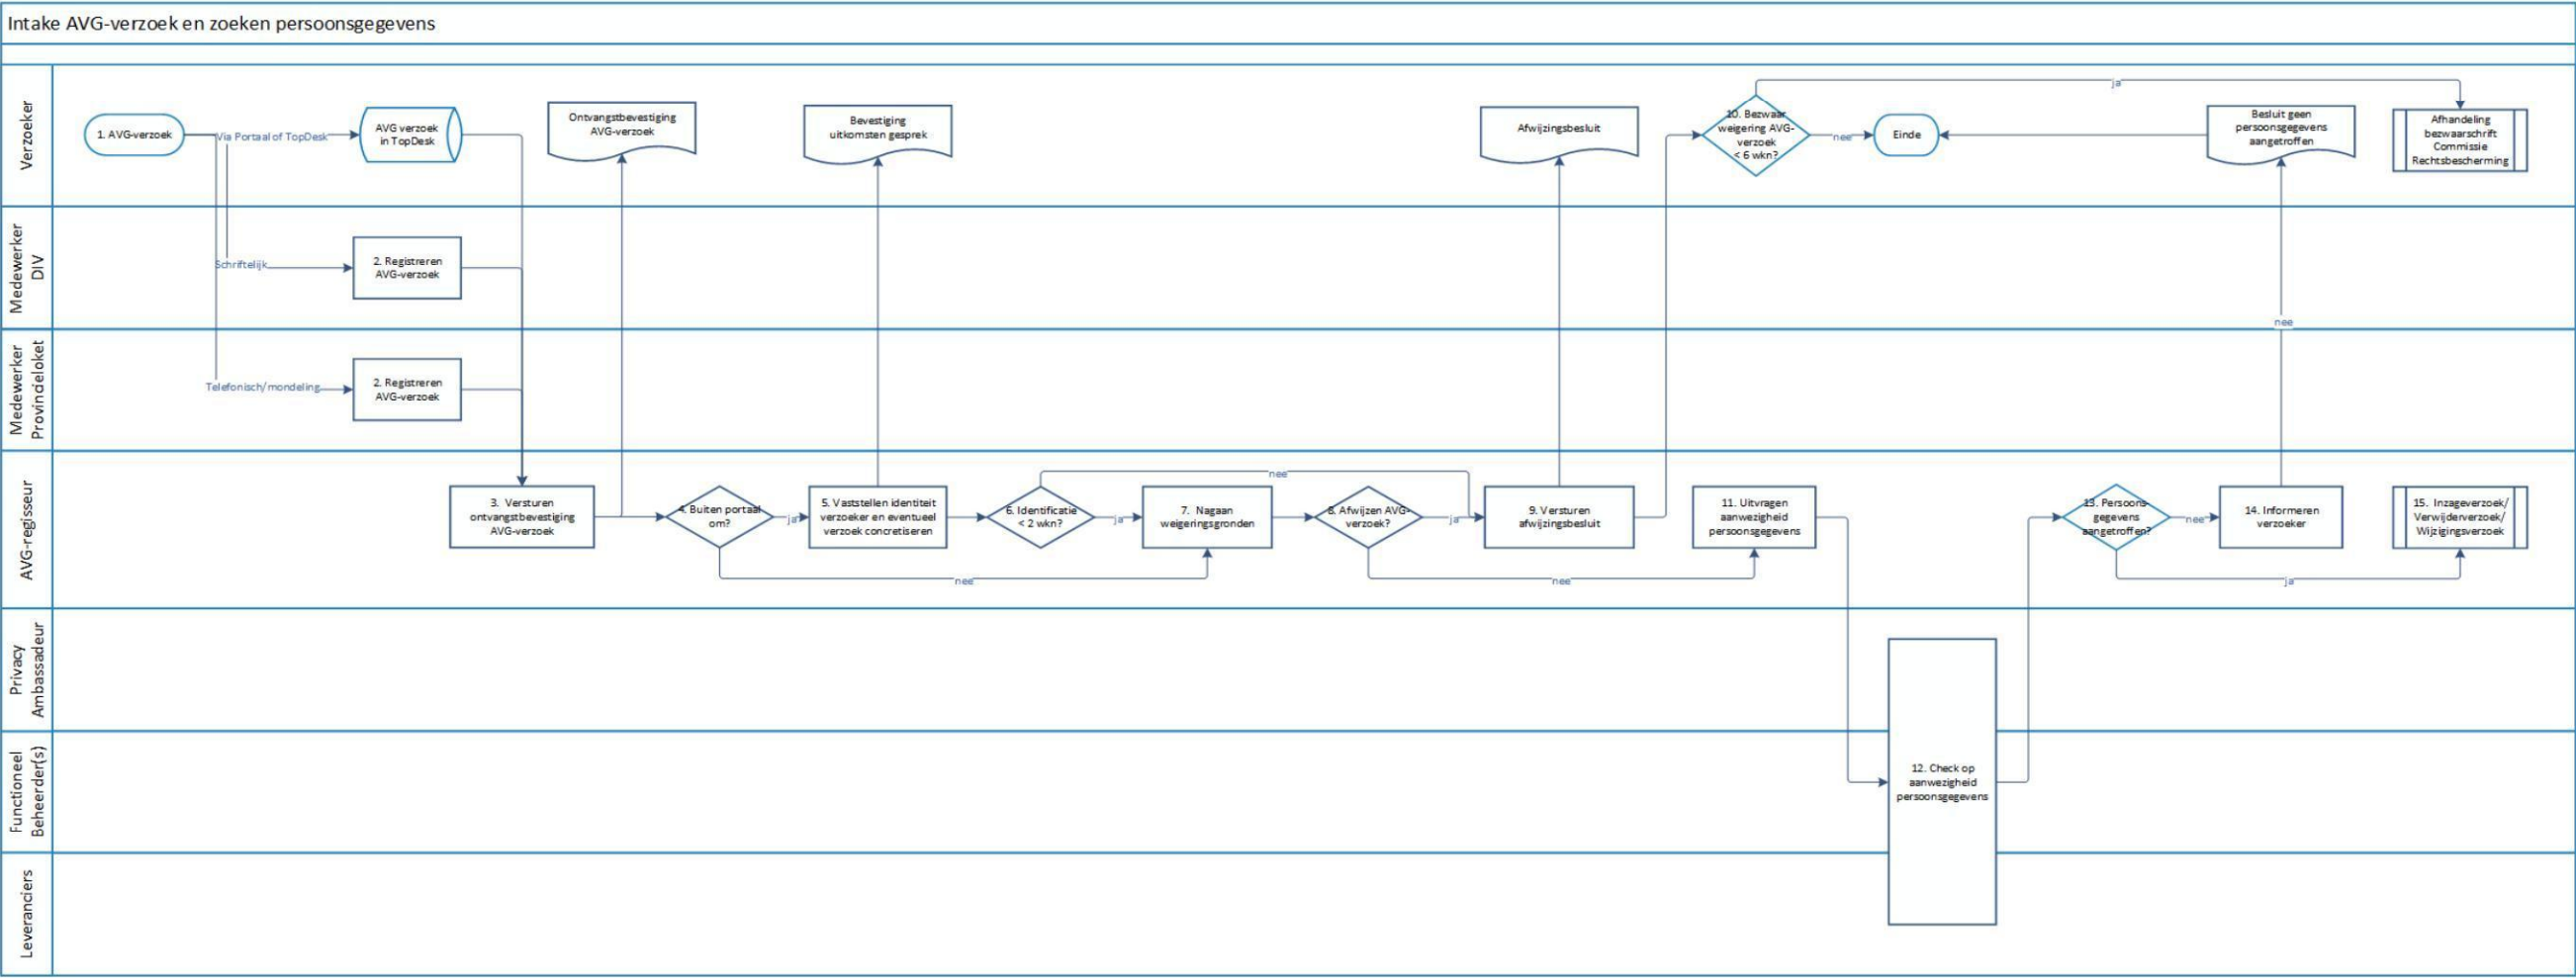 Intake AVG-verzoek en zoeken persoonsgegevens
Verzoeker
1. AVG-verzoek
Via Portaal of TopDesk
AVG verzoek
in TopDesk
Ontvangstbevestiging
AVG-verzoek
Bevestiging
uitkomsten gesprek
Afwijzingsbesluit
10. Bezwaar
weigering AVG-
verzoek
< 6 wkn?
ja
nee
Einde
Besluit geen
persoonsgegevens
aangetroffen
Afhandeling
bezwaarschrift
Commissie
Rechtsbescherming
Medewerker
DIV
Schriftelijk
2. Registreren
AVG-verzoek
nee
Medewerker
Provincieloket
Telefonisch/mondeling
2. Registreren
AVG-verzoek
AVG-regisseur
3. Versturen
ontvangstbevestiging
AVG-verzoek
4. Buiten portaal
om?
ja
nee
5. Vaststellen identiteit
verzoeker en eventueel
verzoek concretiseren
6. Identificatie
< 2 wkn?
ja
nee
7. Nagaan
weigeringsgronden
8. Afwijzen AVG-
verzoek?
ja
nee
9. Versturen
afwijzingsbesluit
11. Uitvragen
aanwezigheid
persoonsgegevens
13. Persoons-
gegevens
aangetroffen?
nee
ja
14. Informeren
verzoeker
15. Inzageverzoek/
Verwijderverzoek/
Wijzigingsverzoek
Privacy
Ambassadeur
Functioneel
Beheerder(s)
12. Check op
aanwezigheid
persoonsgegevens
Leveranciers